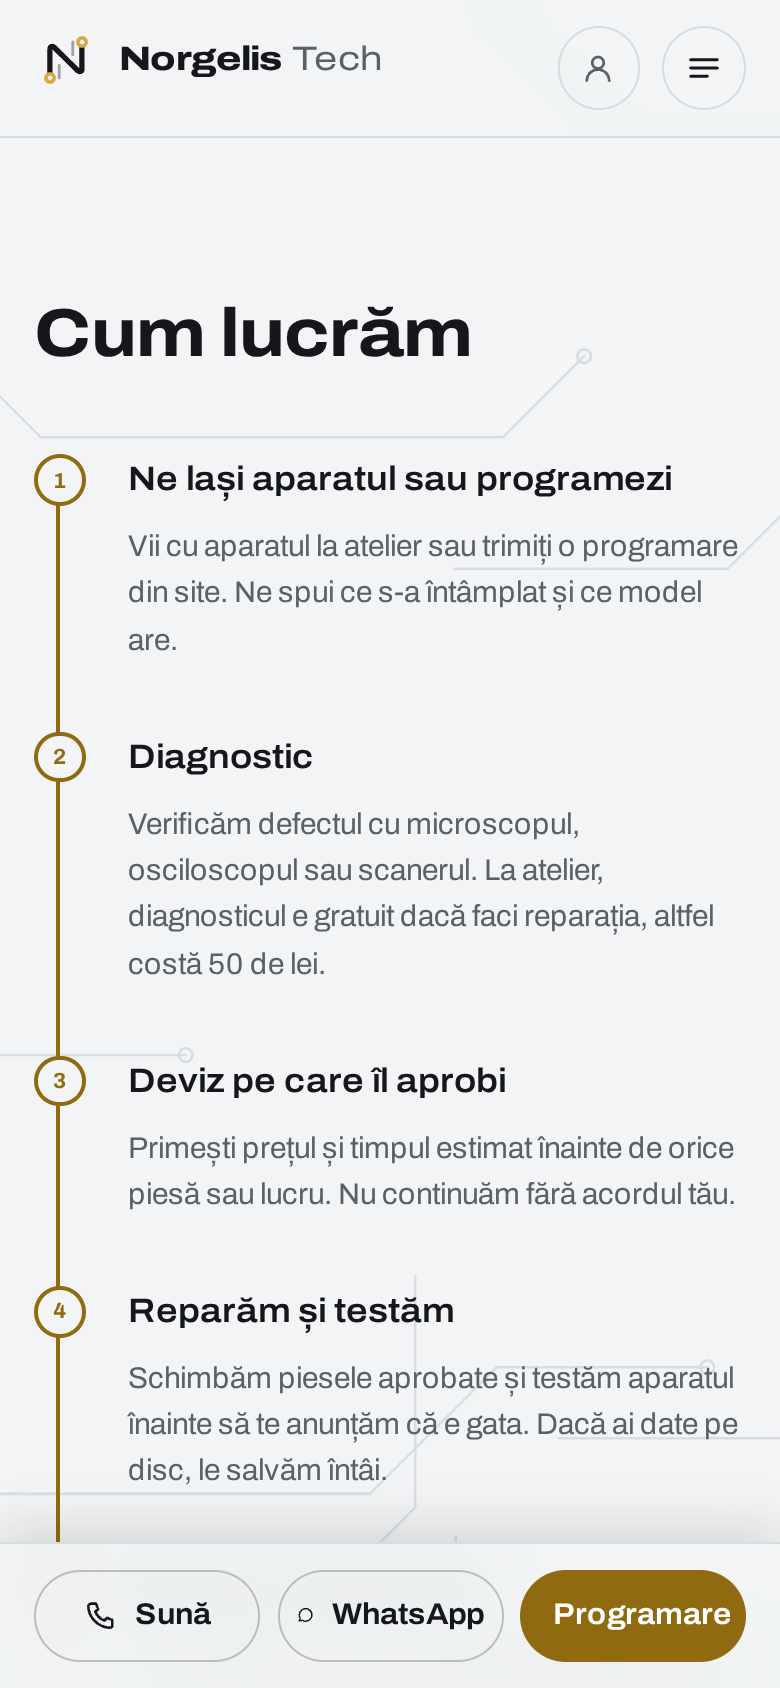 Norgelis Tech
Cum lucrăm
1 Ne lași aparatul sau programezi
Vii cu aparatul la atelier sau trimiți o programare
din site. Ne spui ce s-a întâmplat și ce model
are.
2 Diagnostic
Verificăm defectul cu microscopul,
osciloscopul sau scanerul. La atelier,
diagnosticul e gratuit dacă faci reparația, altfel
costă 50 de lei.
3 Deviz pe care îl aprobi
Primești prețul și timpul estimat înainte de orice
piesă sau lucru. Nu continuăm fără acordul tău.
4 Reparăm și testăm
Schimbăm piesele aprobate și testăm aparatul
înainte să te anunțăm că e gata. Dacă ai date pe
disc, le salvăm întâi.
Sună WhatsApp Programare